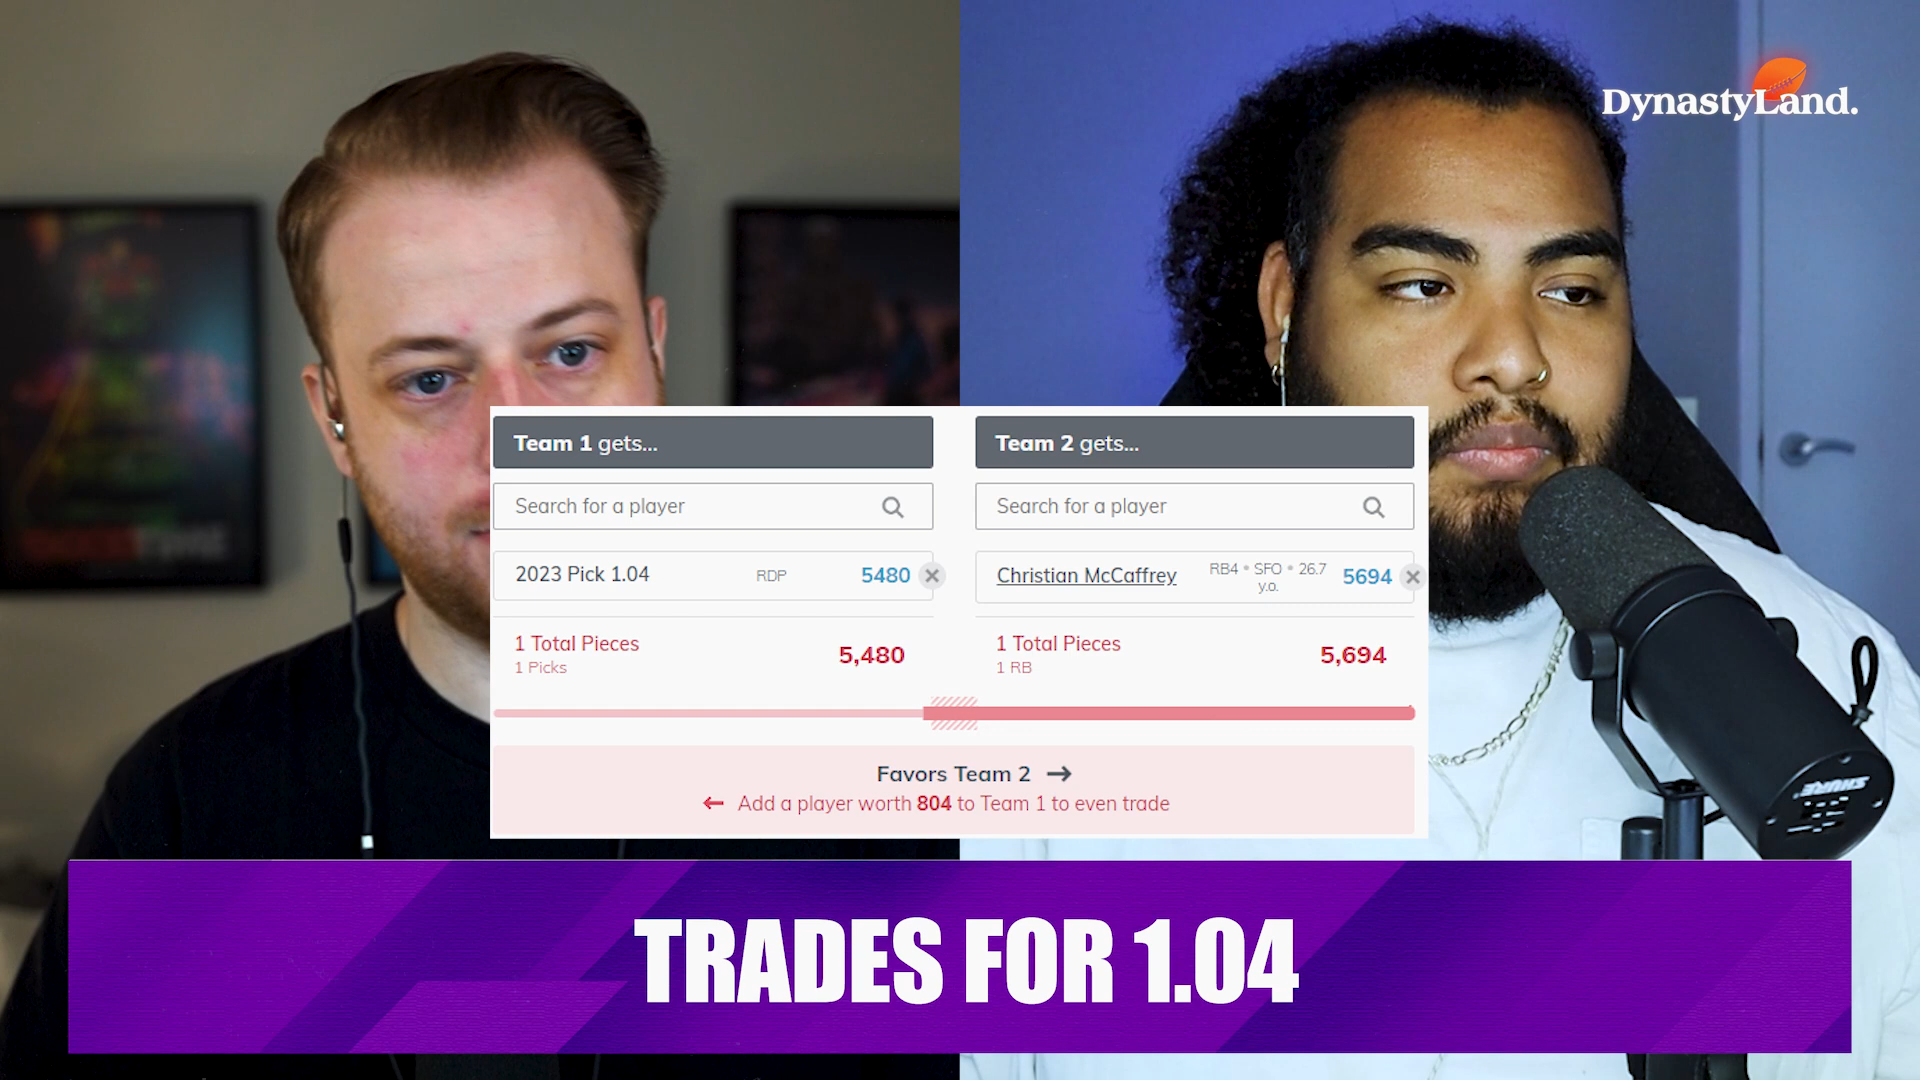 DynastyLand.
Team 1 gets...
Search for a player
2023 Pick 1.04 RDP 5480
1 Total Pieces 5,480
1 Picks
Team 2 gets...
Search for a player
Christian McCaffrey RB4 • SFO • 26.7 y.o. 5694
1 Total Pieces 5,694
1 RB
Favors Team 2 →
← Add a player worth 804 to Team 1 to even trade
SHURE
TRADES FOR 1.04